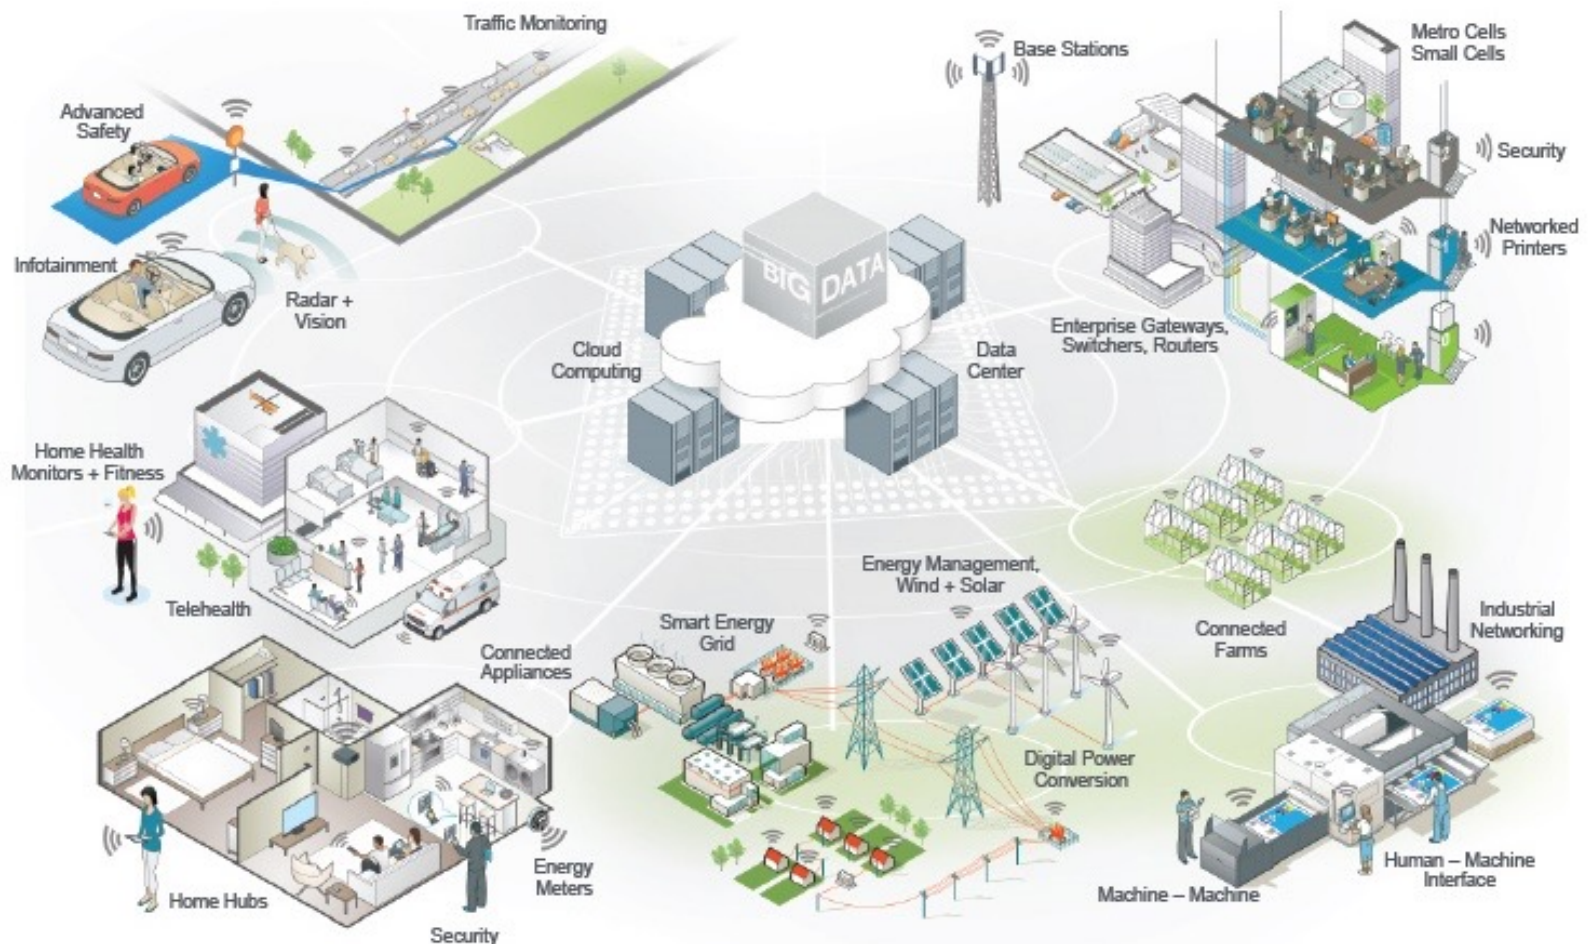 Traffic Monitoring
Base Stations
Metro Cells
Small Cells
Advanced
Safety
Security
Infotainment
Networked
Printers
Radar +
Vision
BIG DATA
Enterprise Gateways,
Switchers, Routers
Cloud
Computing
Data
Center
Home Health
Monitors + Fitness
Telehealth
Energy Management,
Wind + Solar
Connected
Farms
Industrial
Networking
Connected
Appliances
Smart Energy
Grid
Digital Power
Conversion
Home Hubs
Energy
Meters
Security
Machine – Machine
Human – Machine
Interface